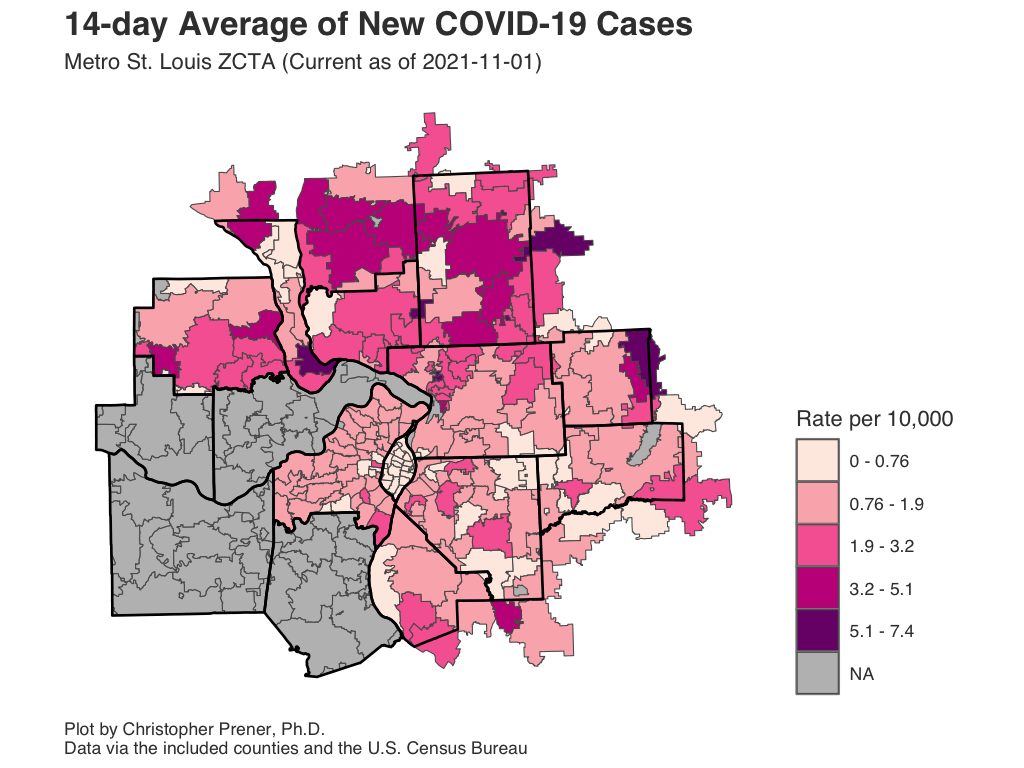 14-day Average of New COVID-19 Cases
Metro St. Louis ZCTA (Current as of 2021-11-01)
Rate per 10,000
0 - 0.76
0.76 - 1.9
1.9 - 3.2
3.2 - 5.1
5.1 - 7.4
NA
Plot by Christopher Prener, Ph.D.
Data via the included counties and the U.S. Census Bureau